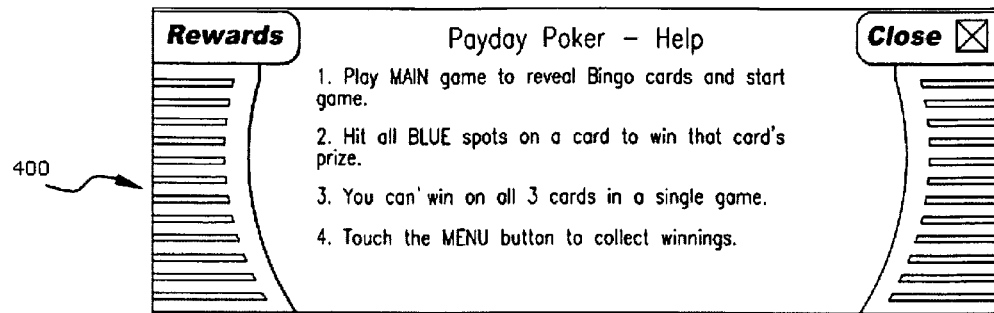 Rewards
Payday Poker – Help
Close
1. Play MAIN game to reveal Bingo cards and start
game.
2. Hit all BLUE spots on a card to win that card's
prize.
3. You can' win on all 3 cards in a single game.
4. Touch the MENU button to collect winnings.
400